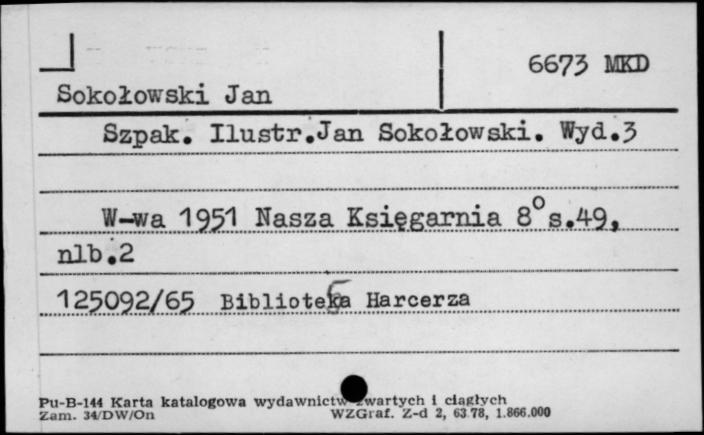 6673 MKD
Sokołowski Jan
Szpak. Ilustr.Jan Sokołowski. Wyd.3
W-wa 1951 Nasza Księgarnia 8° s.49,
nlb.2
125092/65 Biblioteka Harcerza
Pu-B-144 Karta katalogowa wydawnictw zwartych i ciągłych
Zam. 34/DW/On WZGraf. Z-d 2, 63.78, 1.866.000